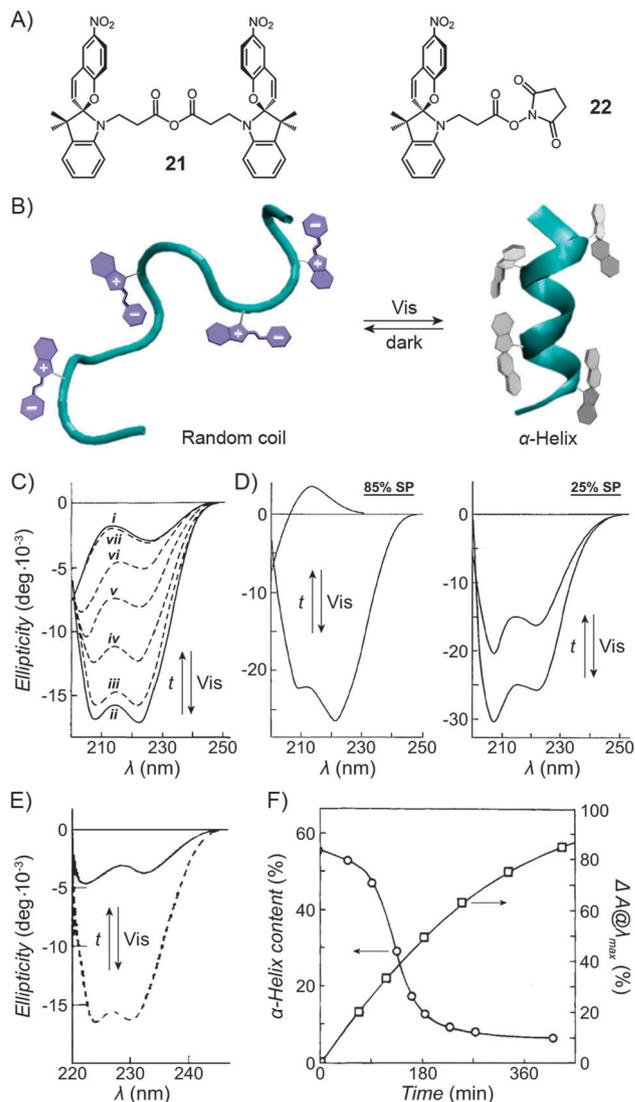 A)
NO₂
NO₂
NO₂
O
O
O
O
O
N
N
21
O
N
O
O
N
O
O
22
B)
Vis
dark
Random coil
α-Helix
C)
Ellipticity (deg·10⁻³)
0
-5
-10
-15
i
vii
vi
v
iv
iii
ii
t
Vis
210
230
250
λ (nm)
D)
85% SP
0
-10
-20
t
Vis
210
230
250
λ (nm)
25% SP
0
-10
-20
-30
t
Vis
210
230
250
λ (nm)
E)
Ellipticity (deg·10⁻³)
0
-5
-15
t
Vis
220
220
240
λ (nm)
F)
α-Helix content (%)
60
40
20
0
0
180
360
Time (min)
100
80
60
40
20
0
Δ A@λmax (%)